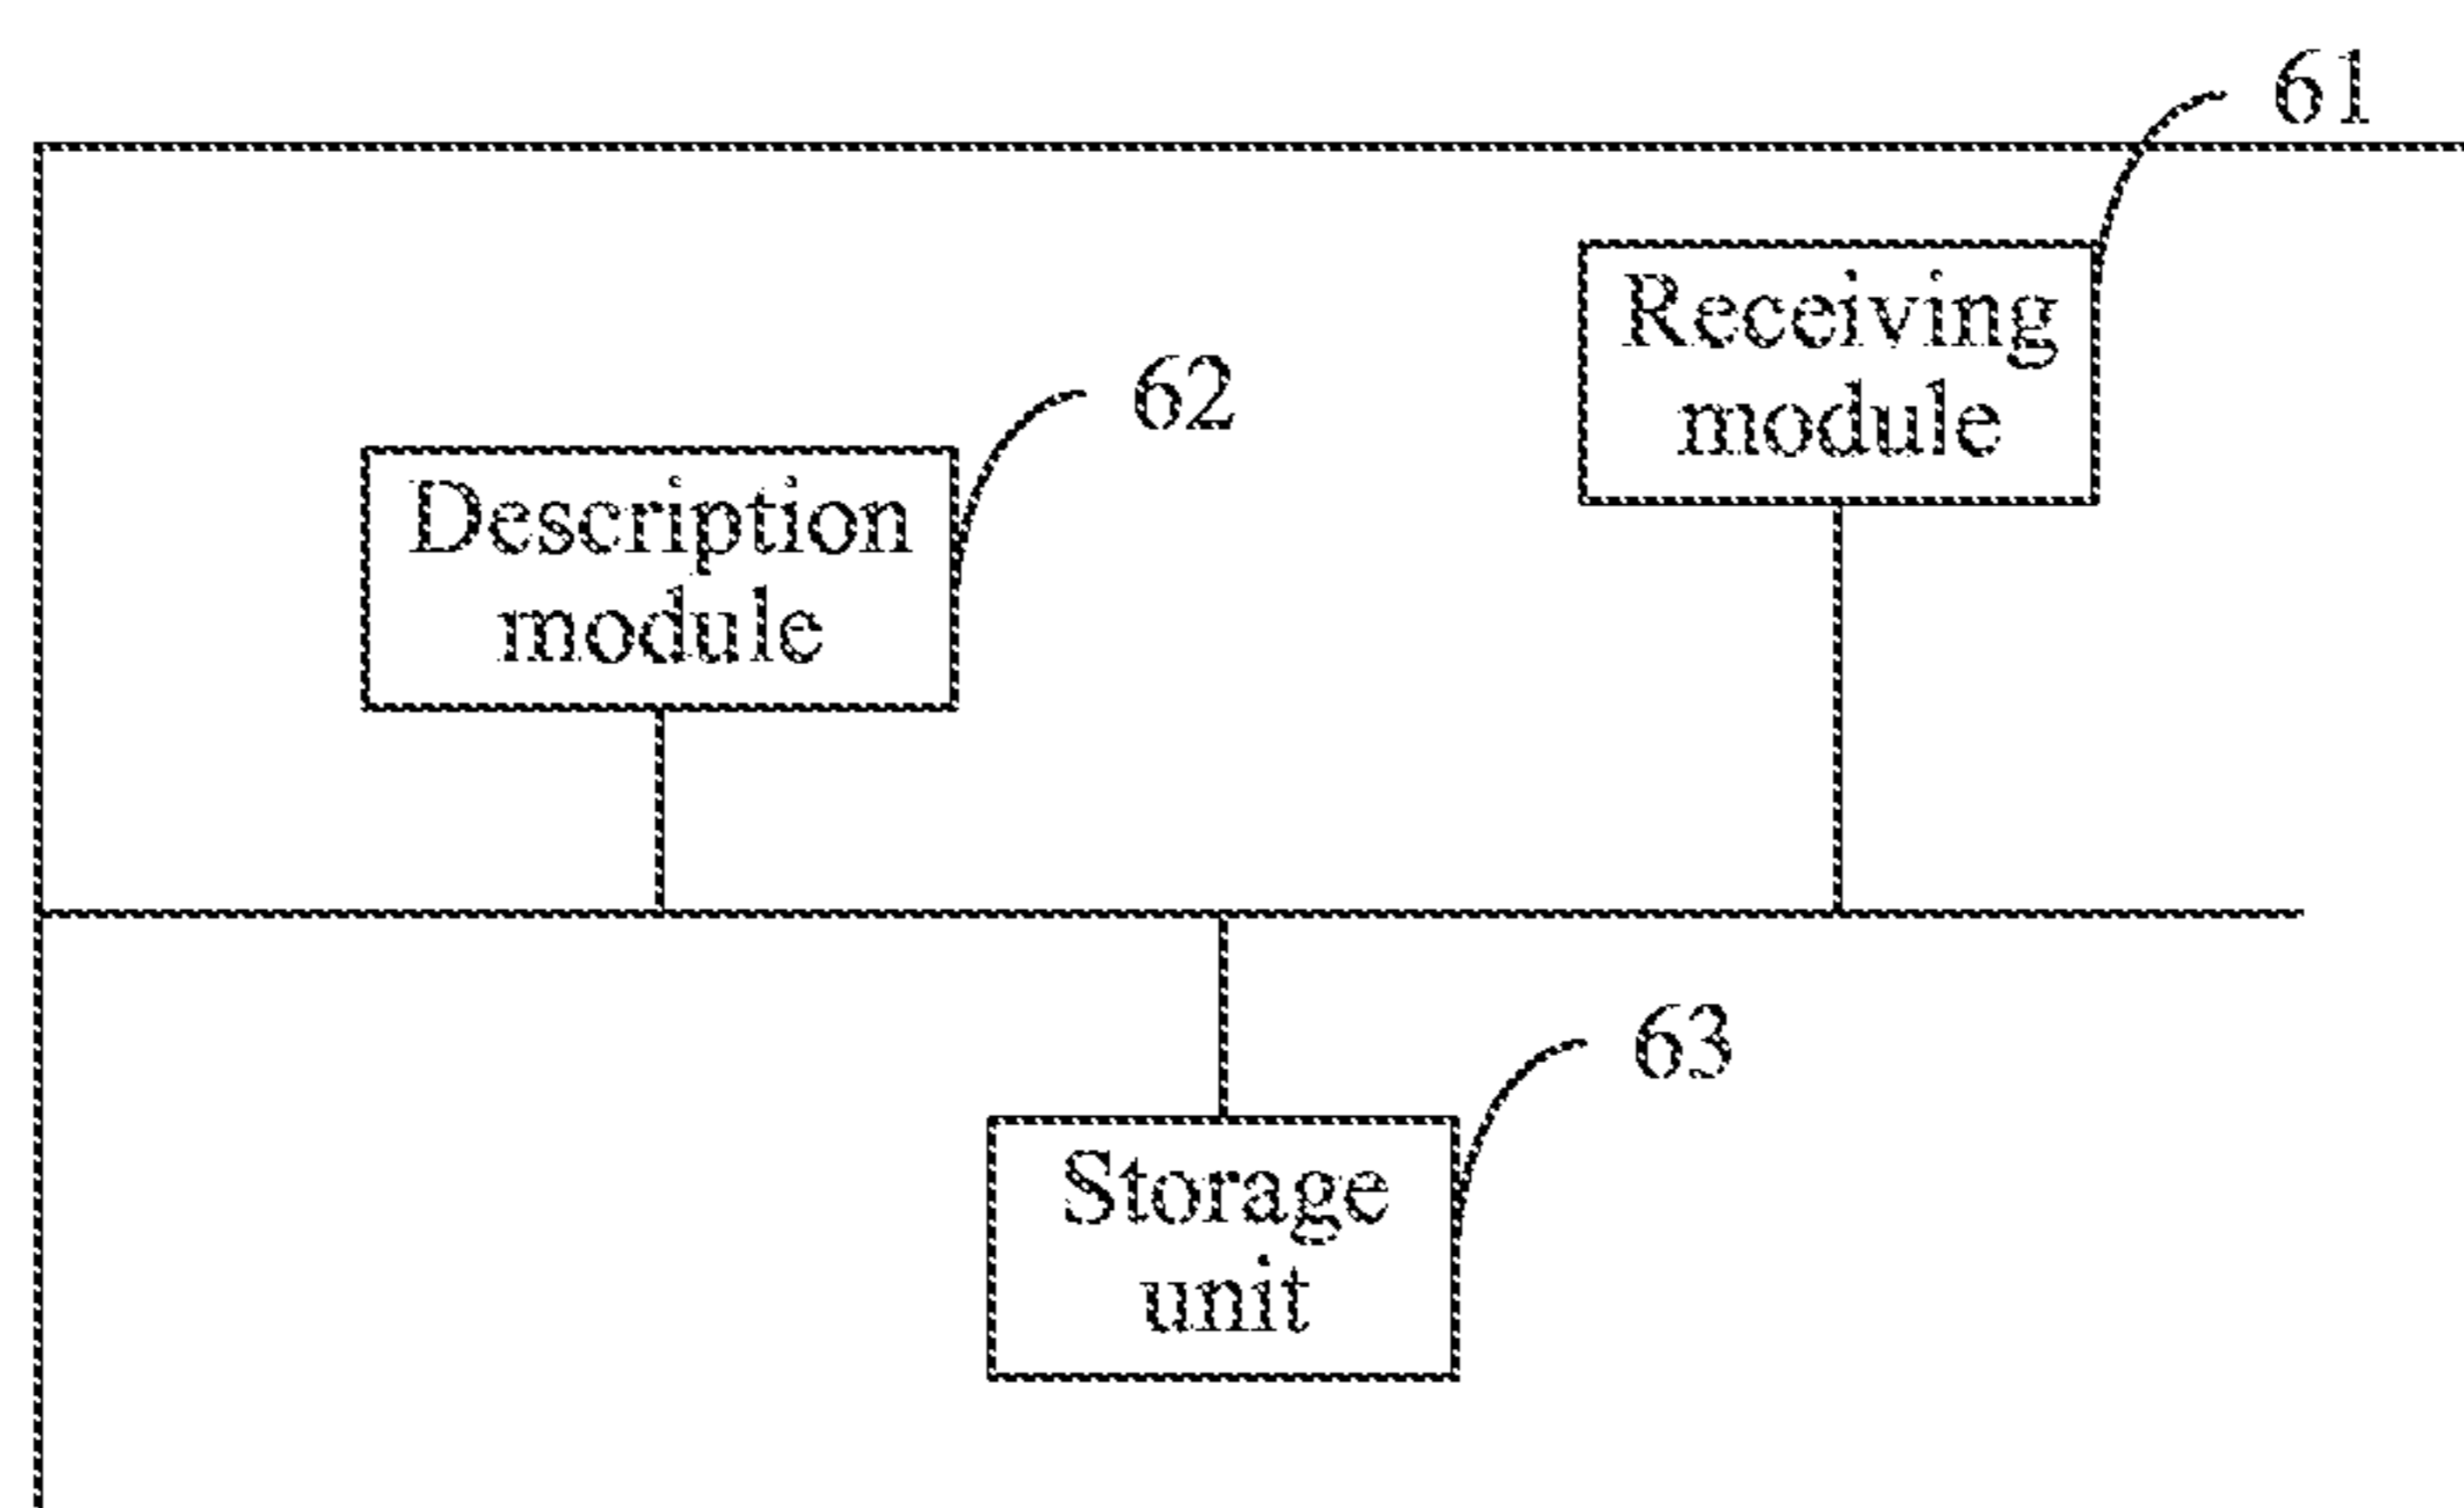 61
Receiving
module
62
Description
module
63
Storage
unit